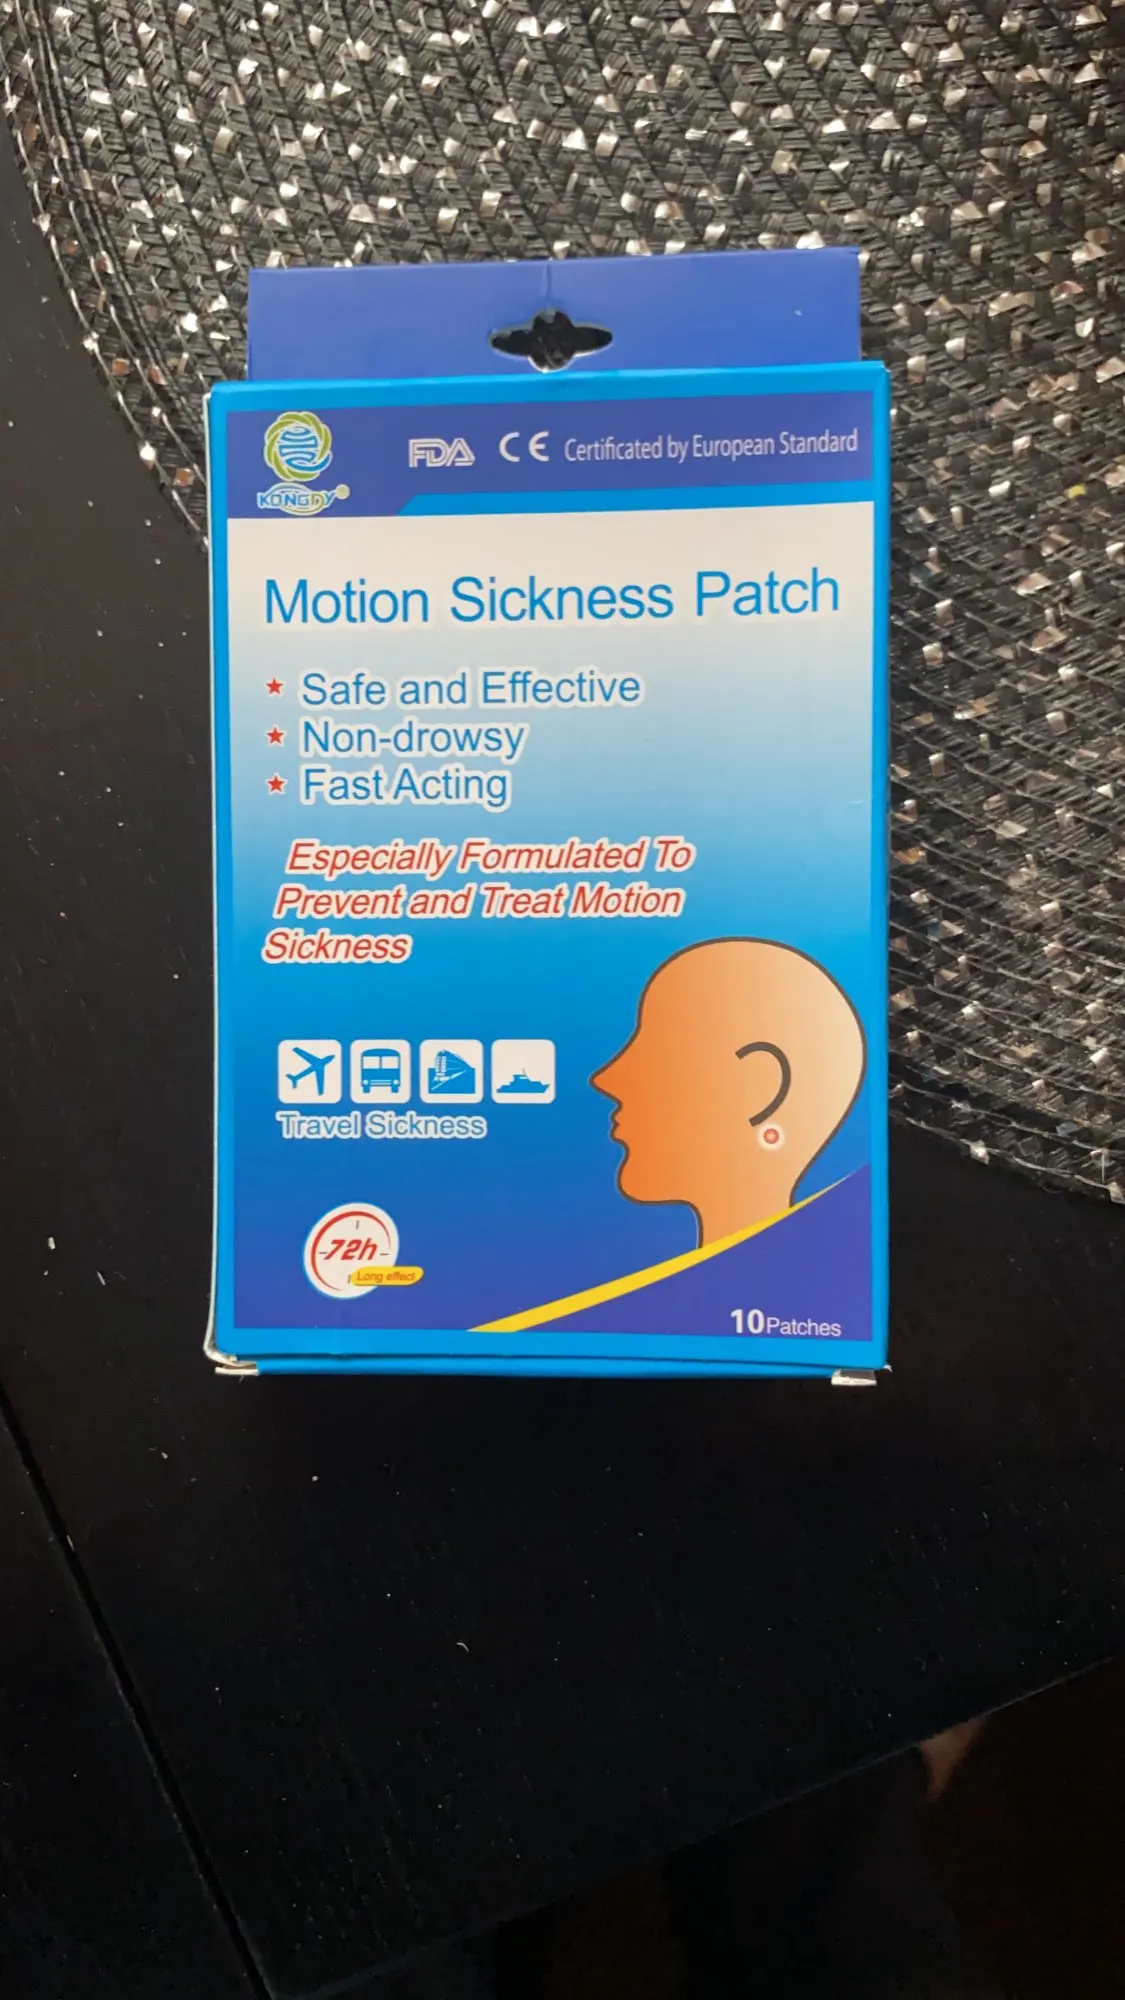 FDA CE Certificated by European Standard
KONGDY®
Motion Sickness Patch
★ Safe and Effective
★ Non-drowsy
★ Fast Acting
Especially Formulated To
Prevent and Treat Motion
Sickness
Travel Sickness
72h
Long effect
10Patches